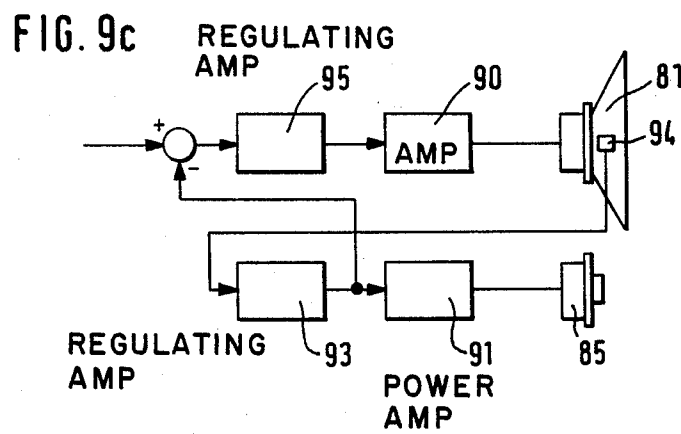 FIG. 9c
REGULATING
AMP
95
90
81
94
+
-
AMP
REGULATING
AMP
93
91
85
POWER
AMP